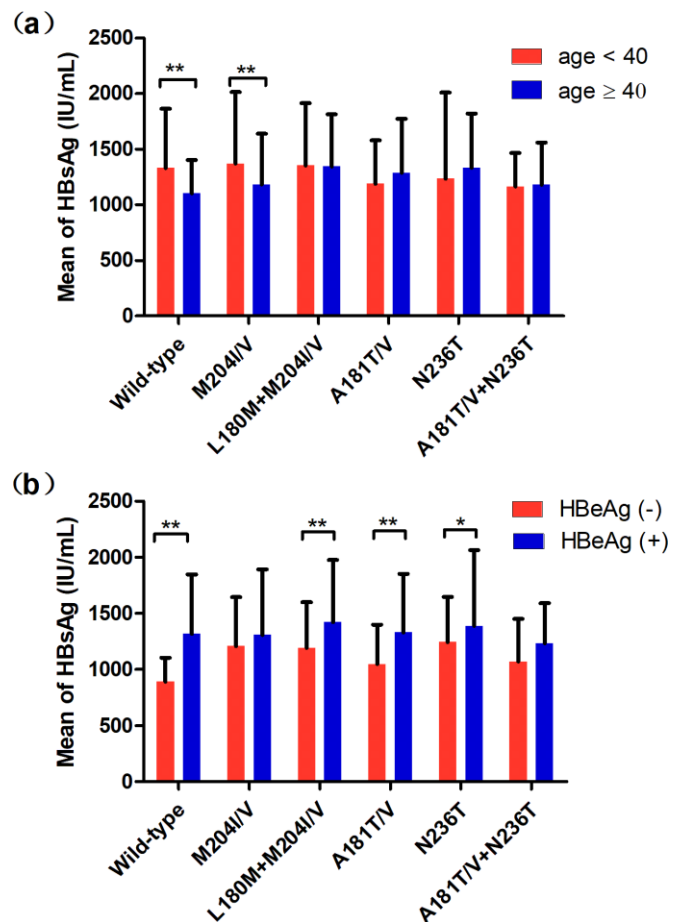 (a)
Mean of HBsAg (IU/mL)
2500
2000
1500
1000
500
0
** **
age < 40
age ≥ 40
Wild-type
M204I/V
L180M+M204I/V
A181T/V
N236T
A181T/V+N236T
(b)
Mean of HBsAg (IU/mL)
2500
2000
1500
1000
500
0
** ** ** *
HBeAg (-)
HBeAg (+)
Wild-type
M204I/V
L180M+M204I/V
A181T/V
N236T
A181T/V+N236T